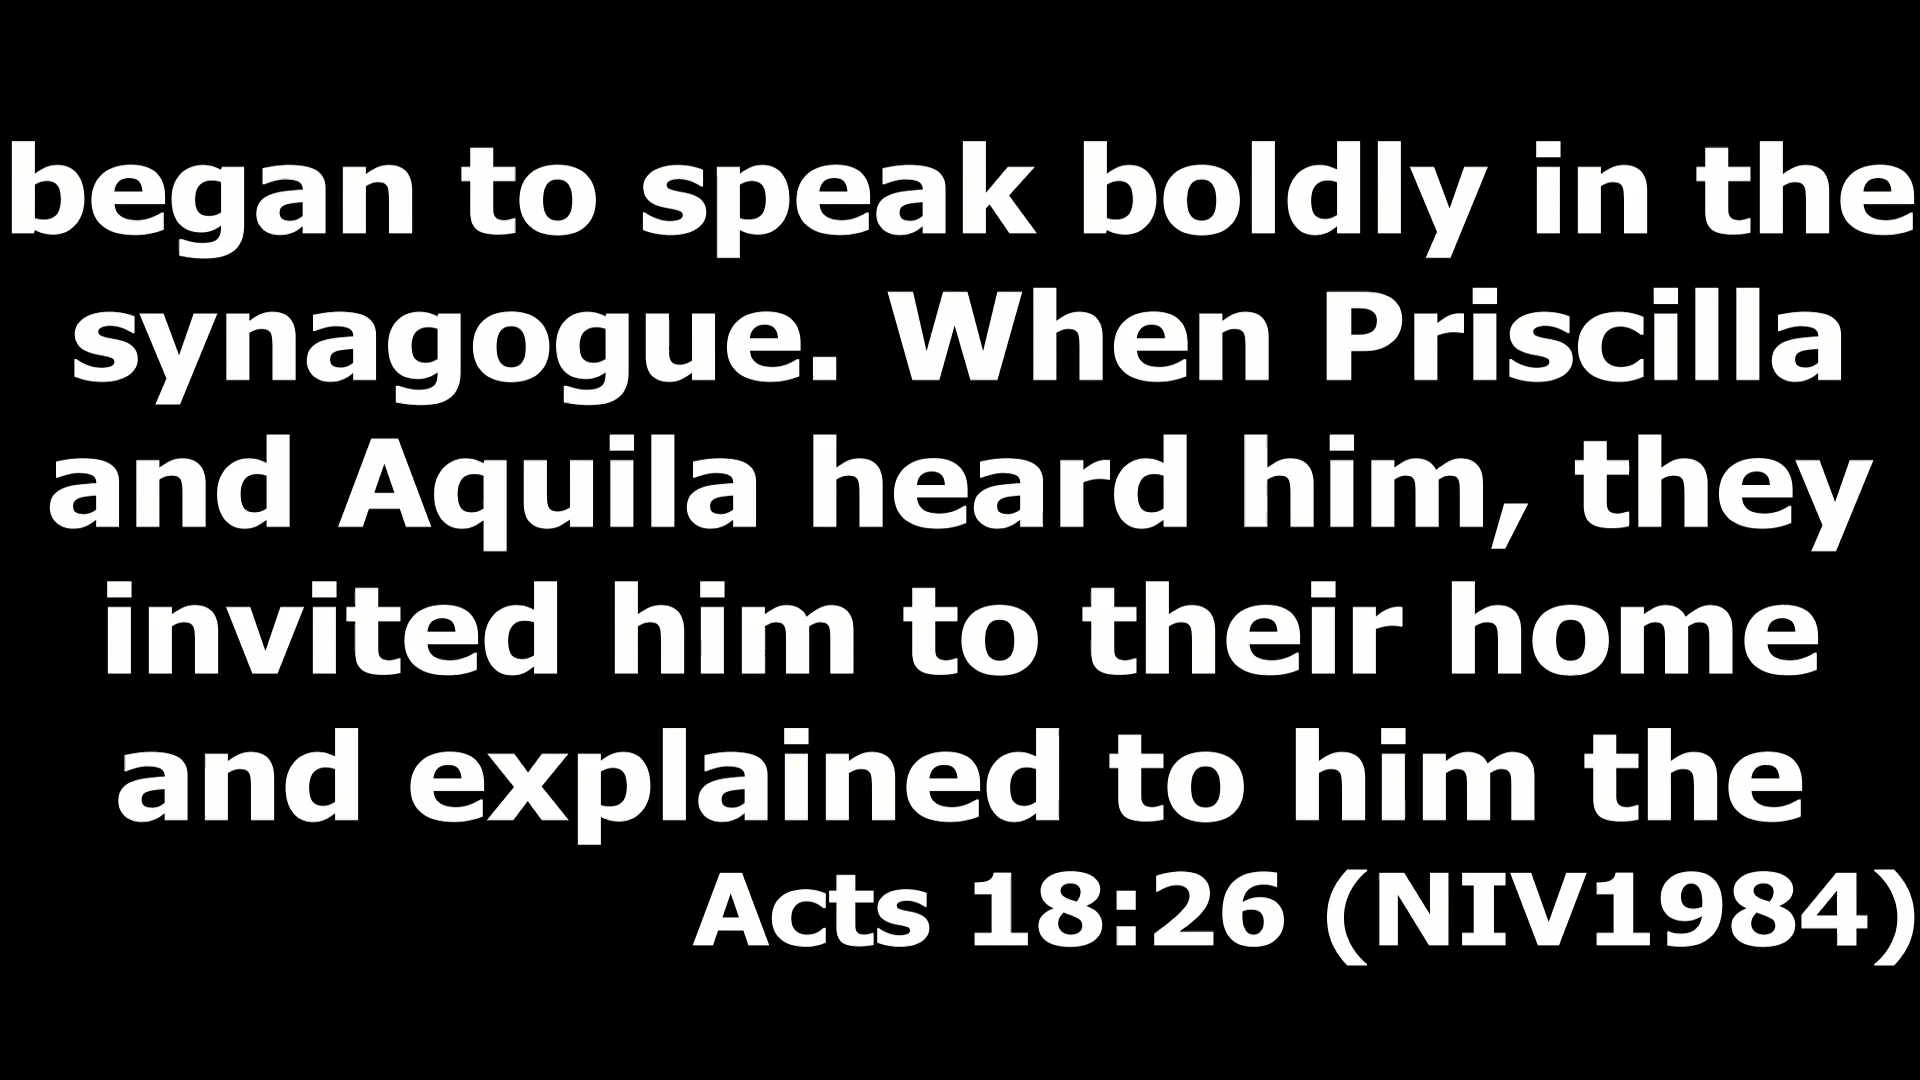 began to speak boldly in the
synagogue. When Priscilla
and Aquila heard him, they
invited him to their home
and explained to him the
Acts 18:26 (NIV1984)